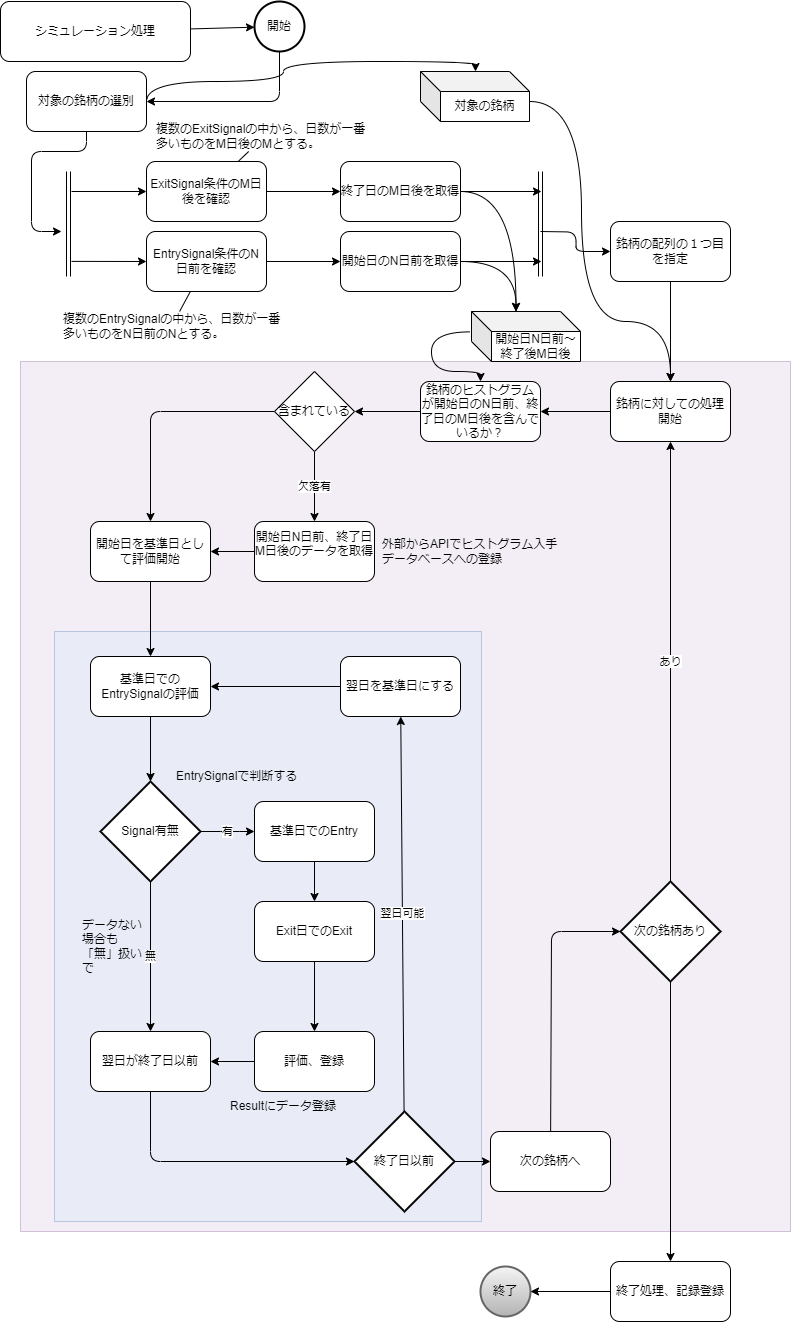 シミュレーション処理
開始
対象の銘柄の選別
対象の銘柄
複数のExitSignalの中から、日数が一番
多いものをM日後のMとする。
ExitSignal条件のM日
後を確認
終了日のM日後を取得
EntrySignal条件のN
日前を確認
開始日のN日前を取得
銘柄の配列の１つ目
を指定
複数のEntrySignalの中から、日数が一番
多いものをN日前のNとする。
開始日N日前～
終了後M日後
銘柄のヒストグラム
が開始日のN日前、終
了日のM日後を含んで
いるか？
含まれている
銘柄に対しての処理
開始
欠落有
開始日を基準日とし
て評価開始
開始日N日前、終了日
M日後のデータを取得
外部からAPIでヒストグラム入手
データベースへの登録
基準日での
EntrySignalの評価
翌日を基準日にする
あり
EntrySignalで判断する
Signal有無
有
基準日でのEntry
翌日可能
データない
場合も
「無」扱い
で
無
Exit日でのExit
次の銘柄あり
翌日が終了日以前
評価、登録
Resultにデータ登録
終了日以前
次の銘柄へ
終了
終了処理、記録登録